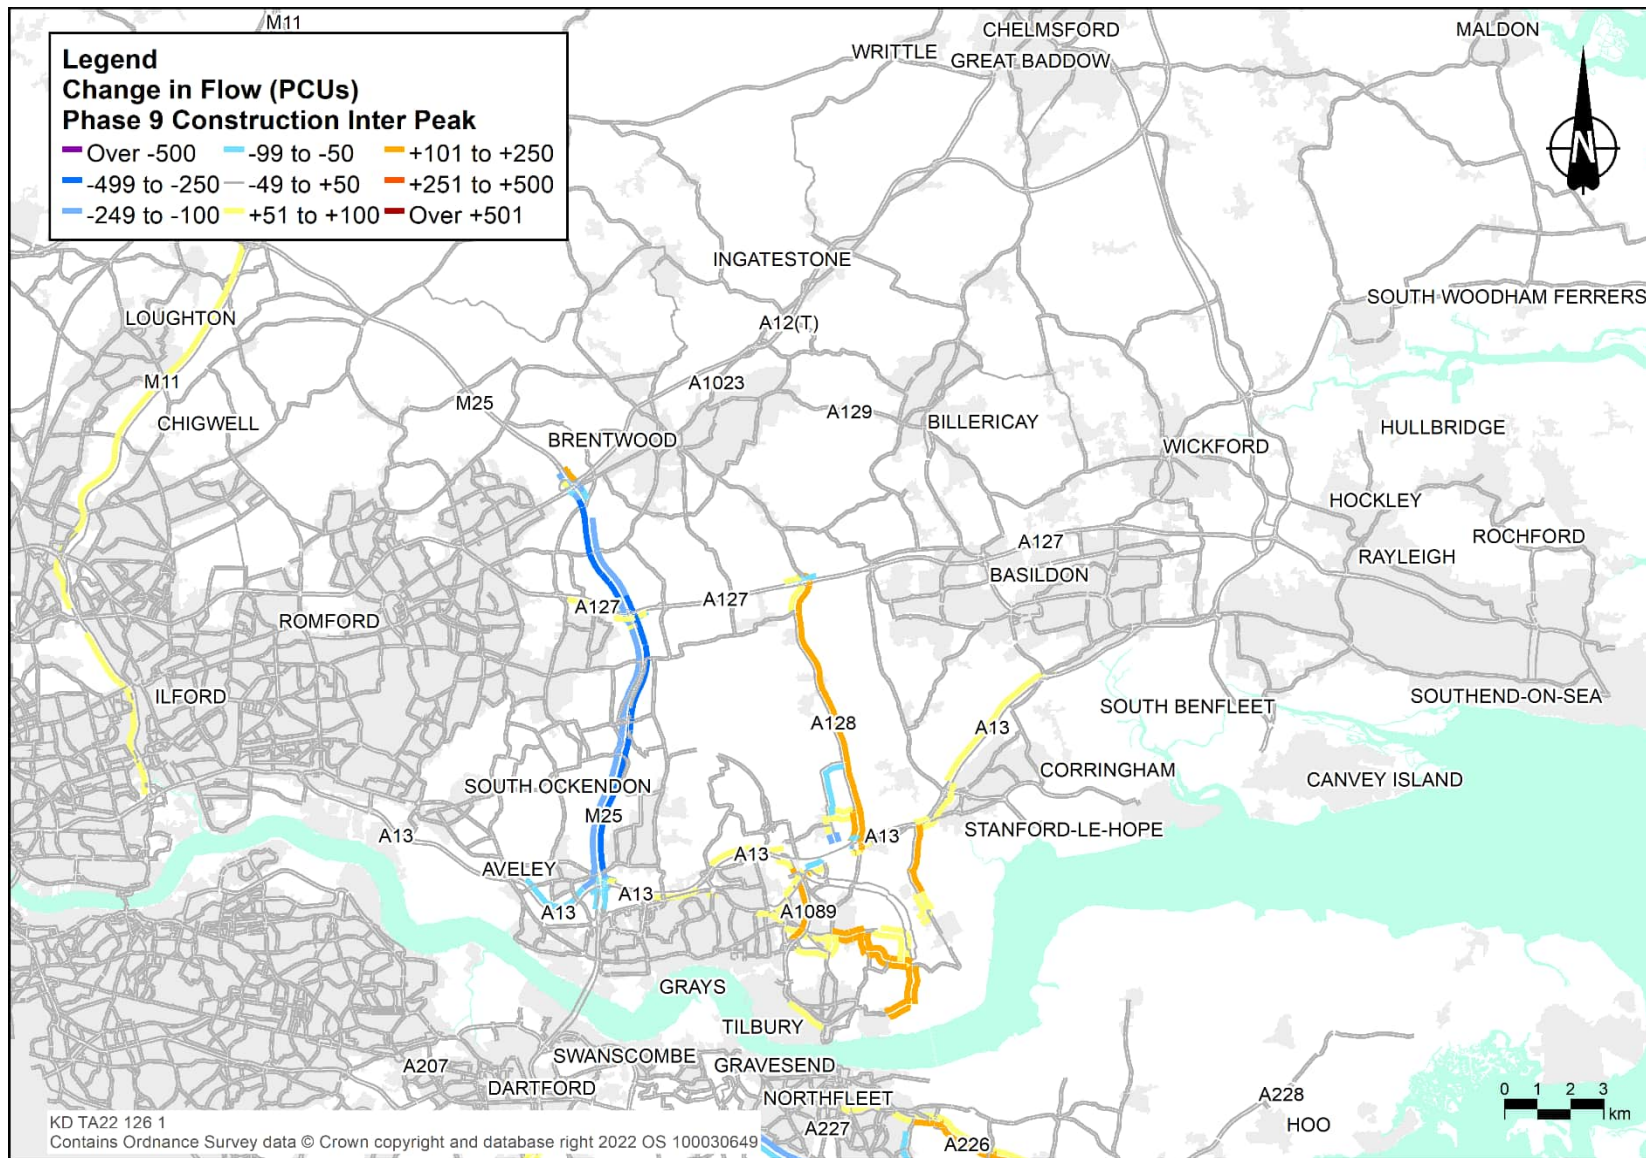 M11
Legend
Change in Flow (PCUs)
Phase 9 Construction Inter Peak
Over -500
-99 to -50
+101 to +250
-499 to -250
-49 to +50
+251 to +500
-249 to -100
+51 to +100
Over +501
CHELMSFORD
MALDON
WRITTLE
GREAT BADDOW
N
INGATESTONE
SOUTH WOODHAM FERRERS
LOUGHTON
A12(T)
M11
A1023
M25
CHIGWELL
A129
BILLERICAY
HULLBRIDGE
BRENTWOOD
WICKFORD
HOCKLEY
ROCHFORD
A127
RAYLEIGH
BASILDON
A127
A127
ROMFORD
ILFORD
SOUTHEND-ON-SEA
SOUTH BENFLEET
A128
A13
CORRINGHAM
CANVEY ISLAND
SOUTH OCKENDON
M25
STANFORD-LE-HOPE
A13
A13
A13
AVELEY
A13
A13
A1089
GRAYS
TILBURY
SWANSCOMBE
GRAVESEND
A207
DARTFORD
NORTHFLEET
A228
HOO
A227
A226
0 1 2 3
km
KD TA22 126 1
Contains Ordnance Survey data © Crown copyright and database right 2022 OS 100030649